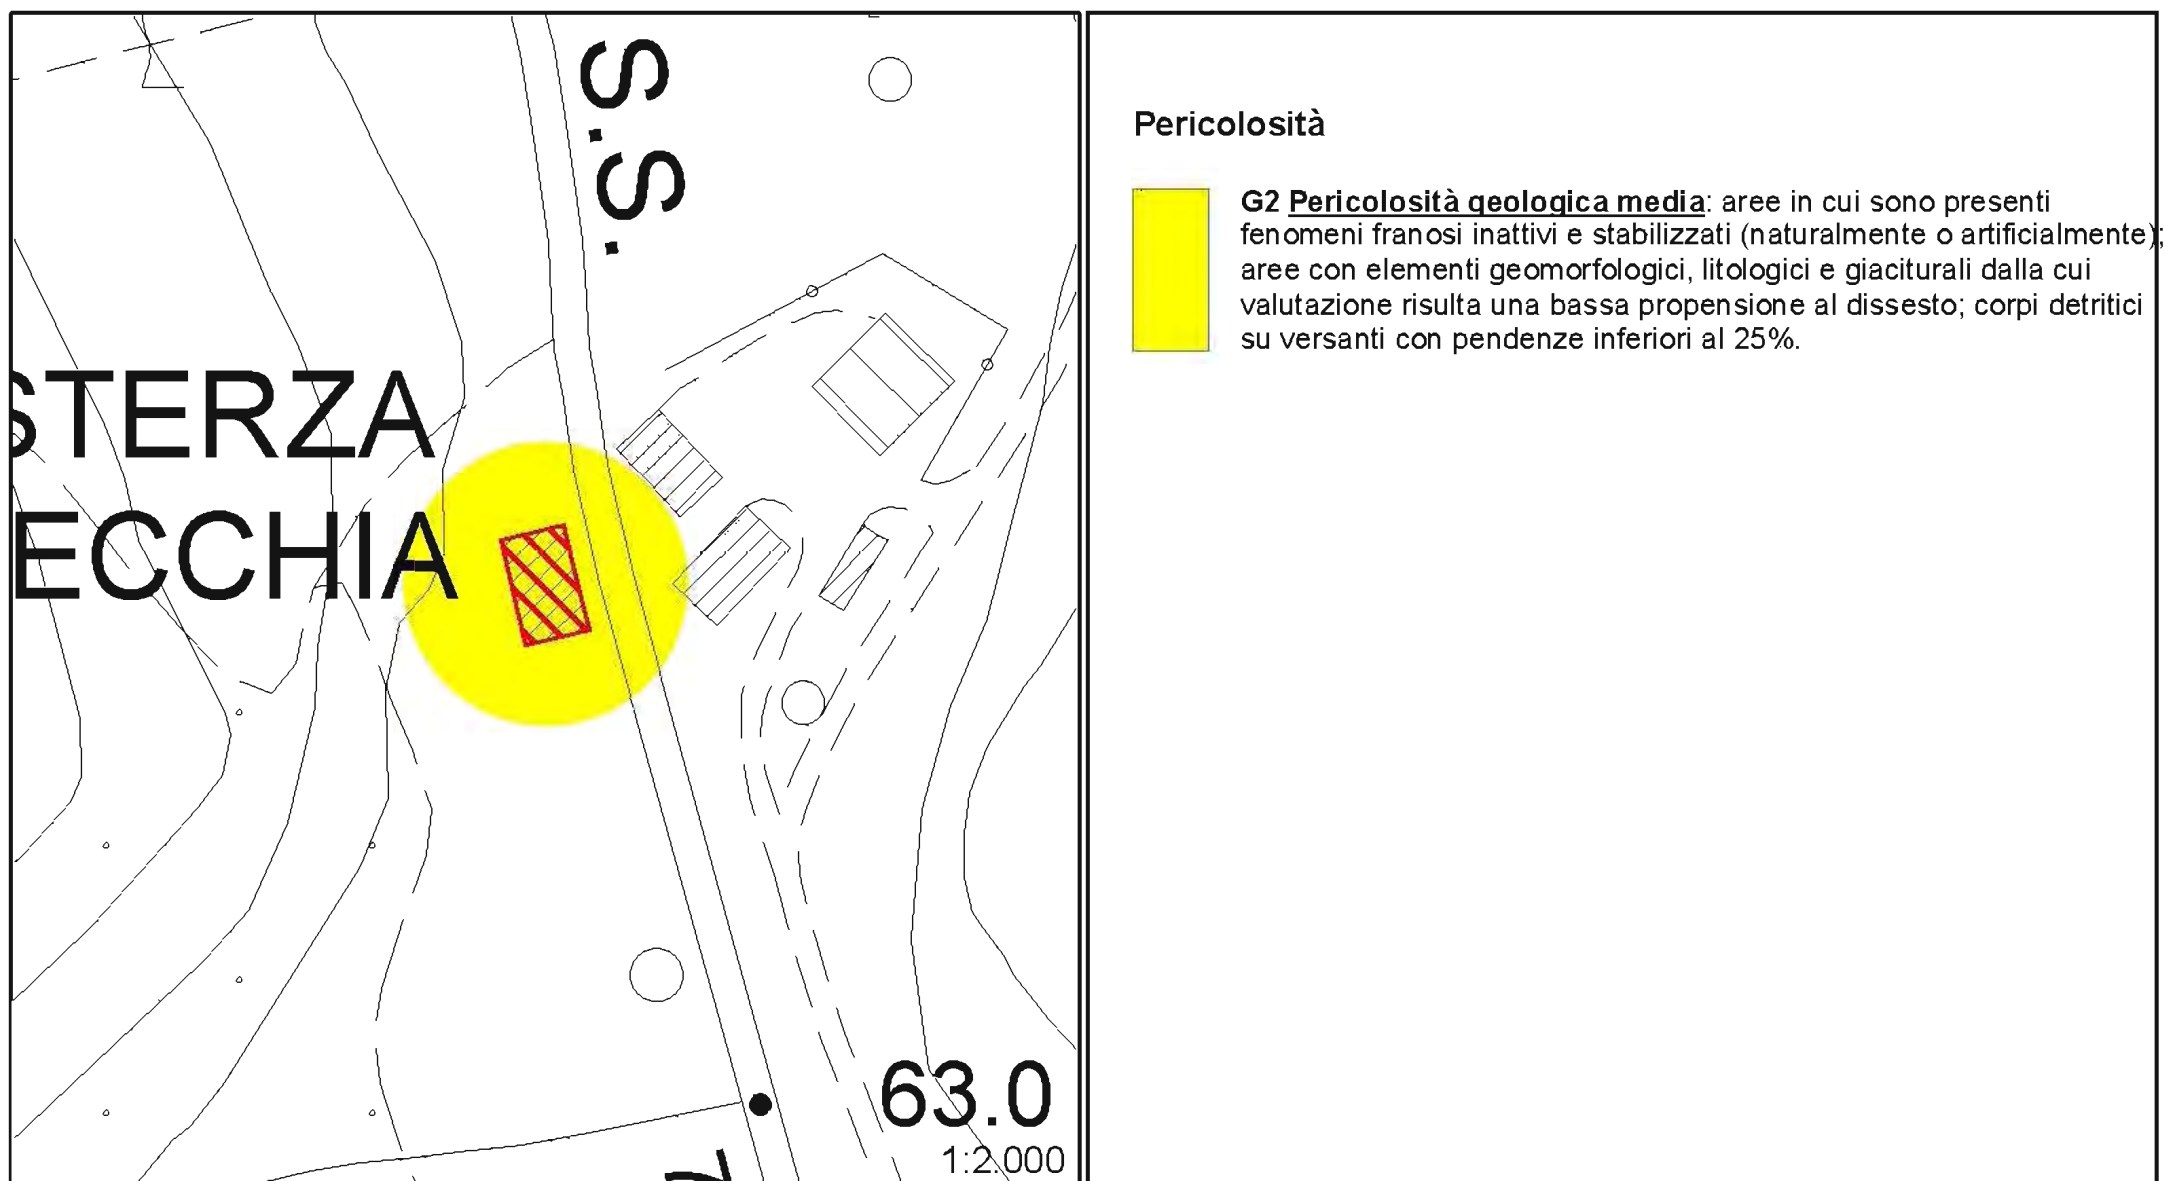 S.S.
STERZA
ECCHIA
63.0
1:2.000
7
Pericolosità
G2 Pericolosità geologica media: aree in cui sono presenti
fenomeni franosi inattivi e stabilizzati (naturalmente o artificialmente);
aree con elementi geomorfologici, litologici e giaciturali dalla cui
valutazione risulta una bassa propensione al dissesto; corpi detritici
su versanti con pendenze inferiori al 25%.